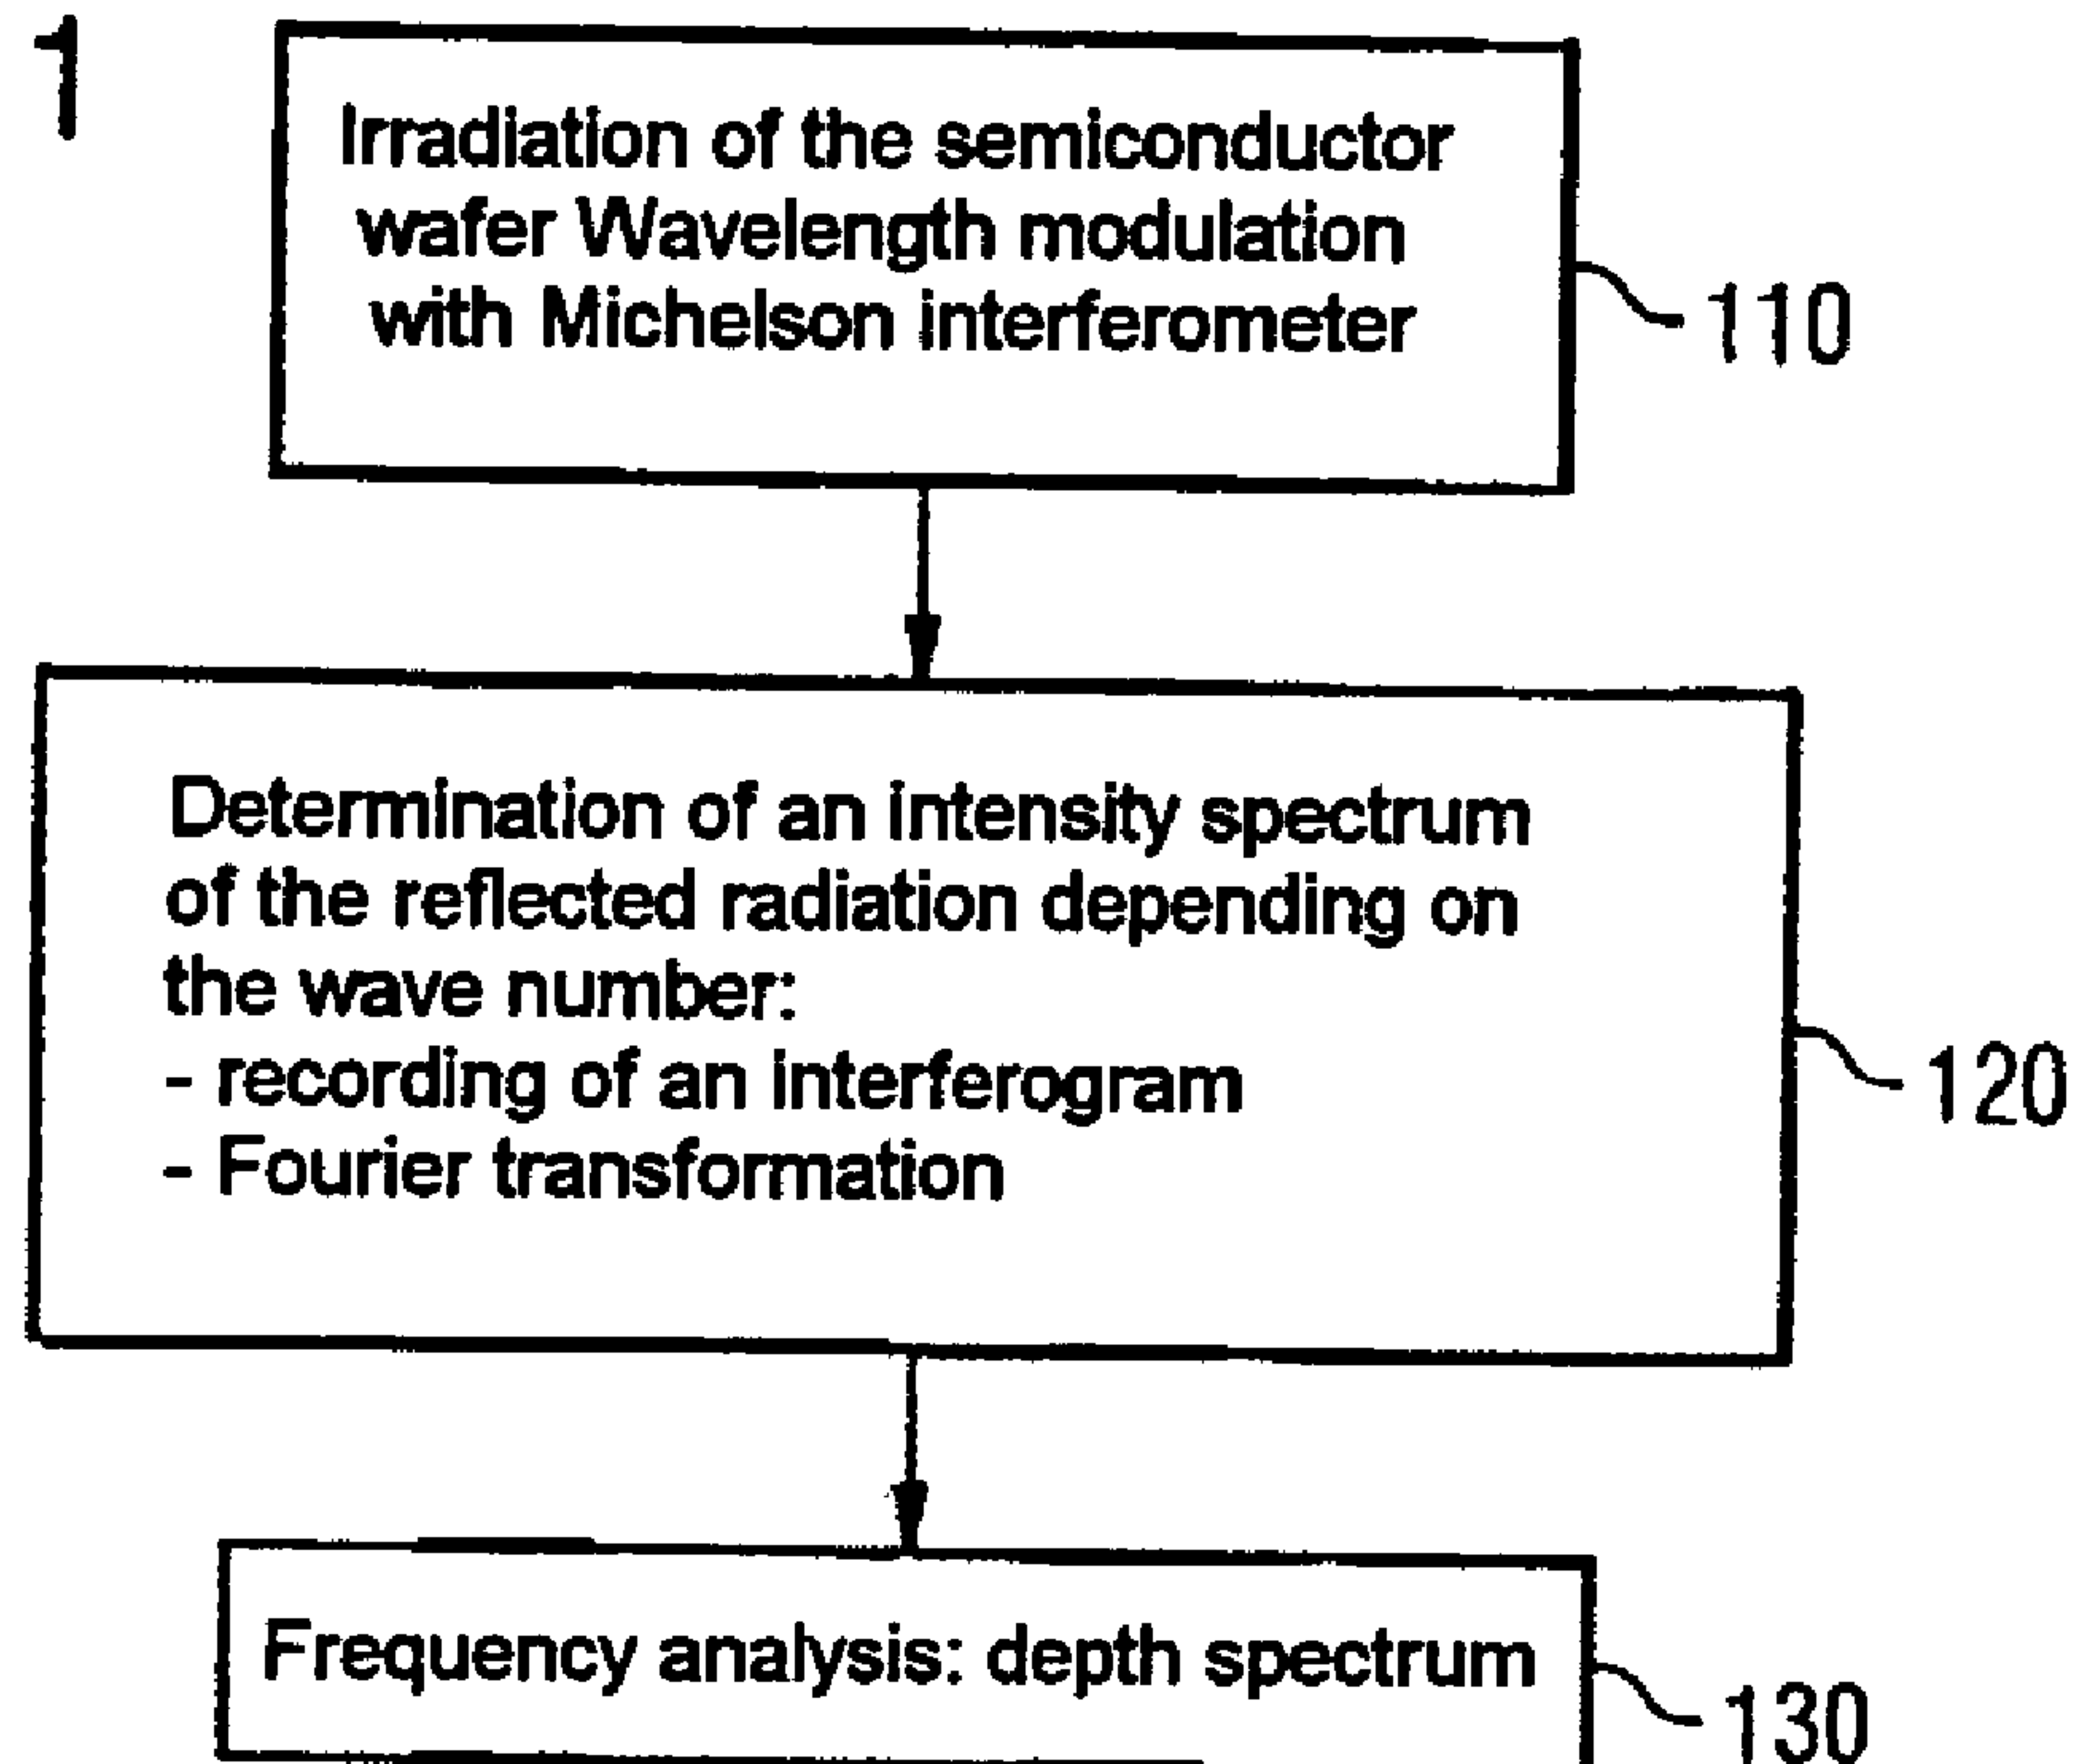 1
Irradiation of the semiconductor
wafer Wavelength modulation
with Michelson interferometer
110
Determination of an intensity spectrum
of the reflected radiation depending on
the wave number:
- recording of an interferogram
- Fourier transformation
120
Frequency analysis: depth spectrum
130